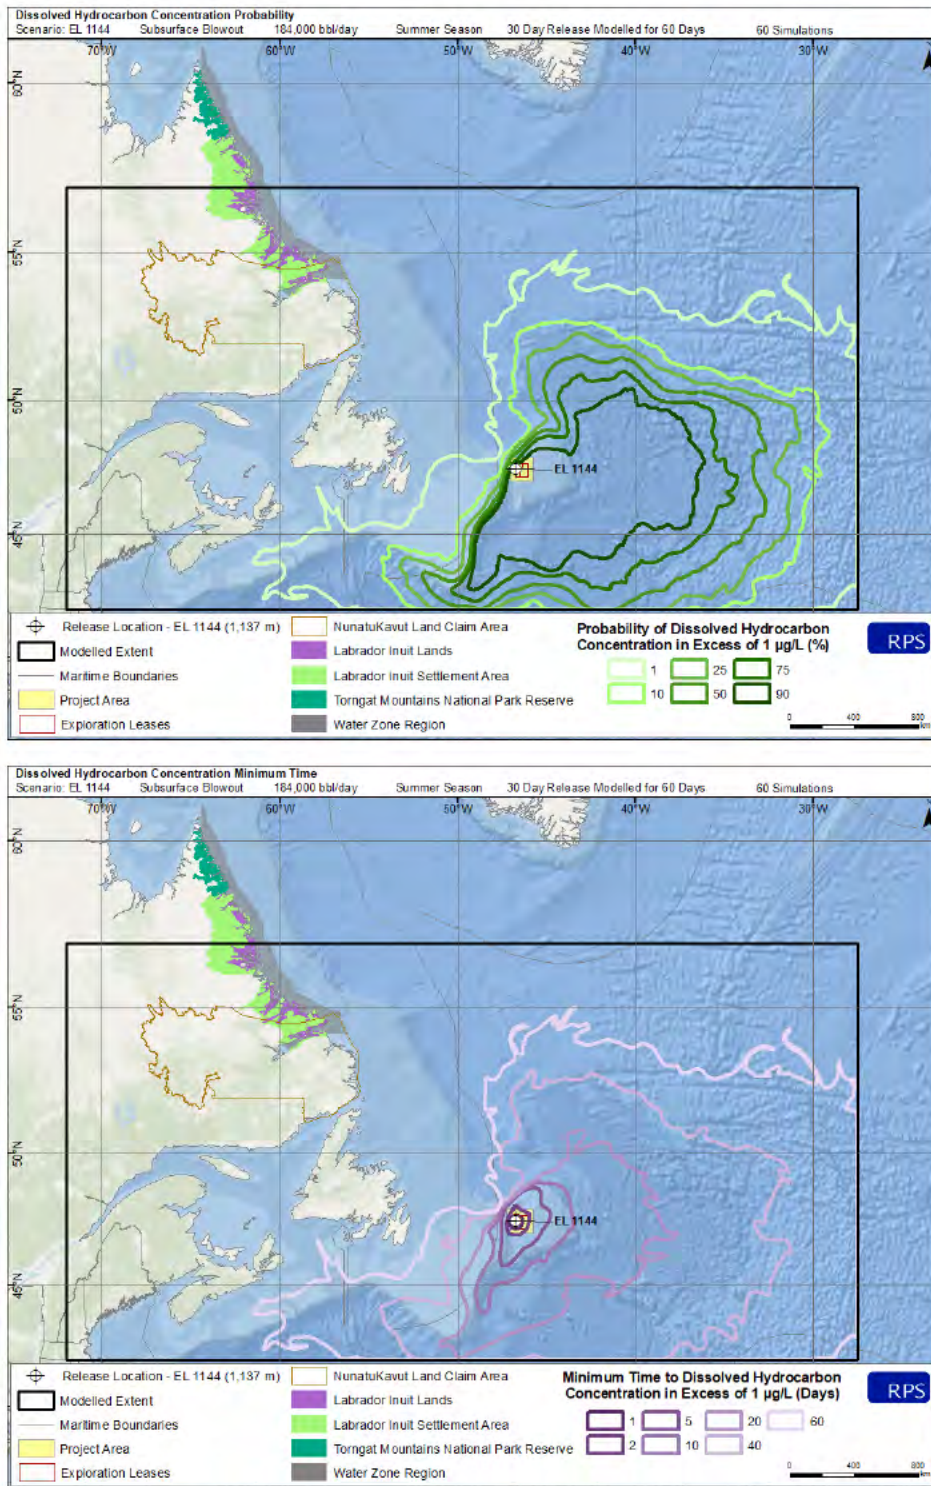 Dissolved Hydrocarbon Concentration Probability
Scenario: EL 1144 Subsurface Blowout 184,000 bbl/day Summer Season 30 Day Release Modelled for 60 Days 60 Simulations
70°W 60°W 50°W 40°W 30°W
60°N
55°N
50°N
EL 1144
45°N
Release Location - EL 1144 (1,137 m)
Modelled Extent
Maritime Boundaries
Project Area
Exploration Leases
NunatuKavut Land Claim Area
Labrador Inuit Lands
Labrador Inuit Settlement Area
Torngat Mountains National Park Reserve
Water Zone Region
Probability of Dissolved Hydrocarbon
Concentration in Excess of 1 µg/L (%)
1 25 75
10 50 90
RPS
0 400 800
km
Dissolved Hydrocarbon Concentration Minimum Time
Scenario: EL 1144 Subsurface Blowout 184,000 bbl/day Summer Season 30 Day Release Modelled for 60 Days 60 Simulations
70°W 60°W 50°W 40°W 30°W
60°N
55°N
50°N
EL 1144
45°N
Release Location - EL 1144 (1,137 m)
Modelled Extent
Maritime Boundaries
Project Area
Exploration Leases
NunatuKavut Land Claim Area
Labrador Inuit Lands
Labrador Inuit Settlement Area
Torngat Mountains National Park Reserve
Water Zone Region
Minimum Time to Dissolved Hydrocarbon
Concentration in Excess of 1 µg/L (Days)
1 5 20 60
2 10 40
RPS
0 400 800
km